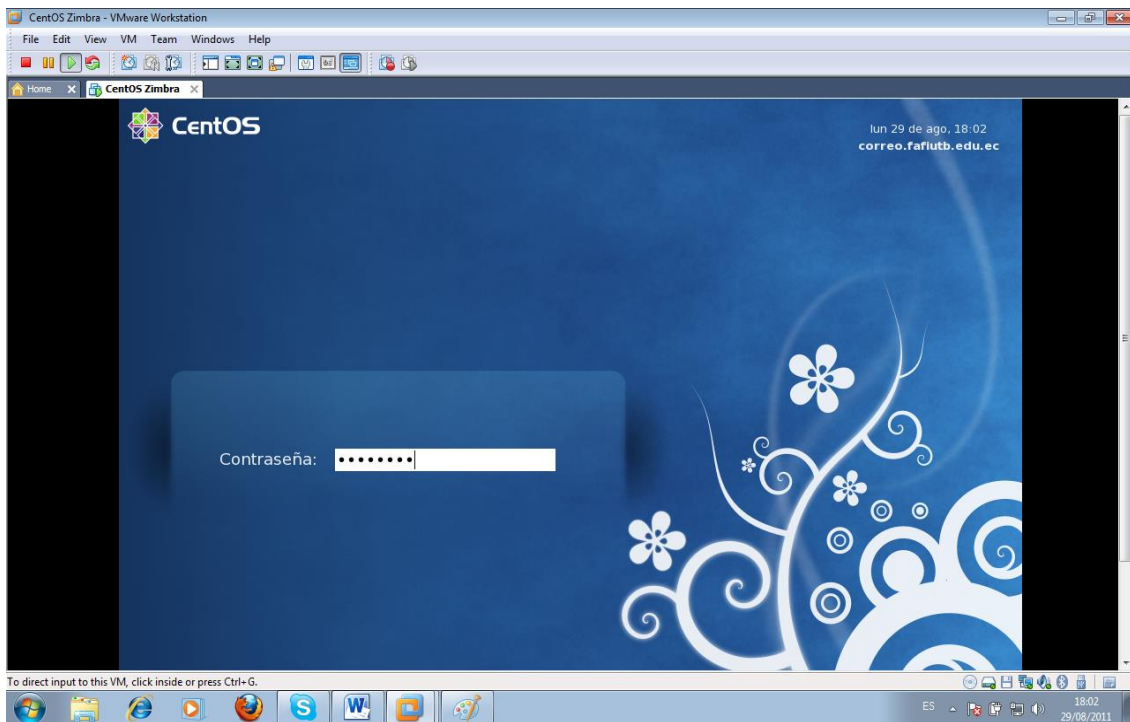 CentOS Zimbra - VMware Workstation
File Edit View VM Team Windows Help
Home CentOS Zimbra
CentOS
lun 29 de ago, 18:02
correo.fafiutb.edu.ec
Contraseña:
To direct input to this VM, click inside or press Ctrl+G.
ES 18:02
29/08/2011